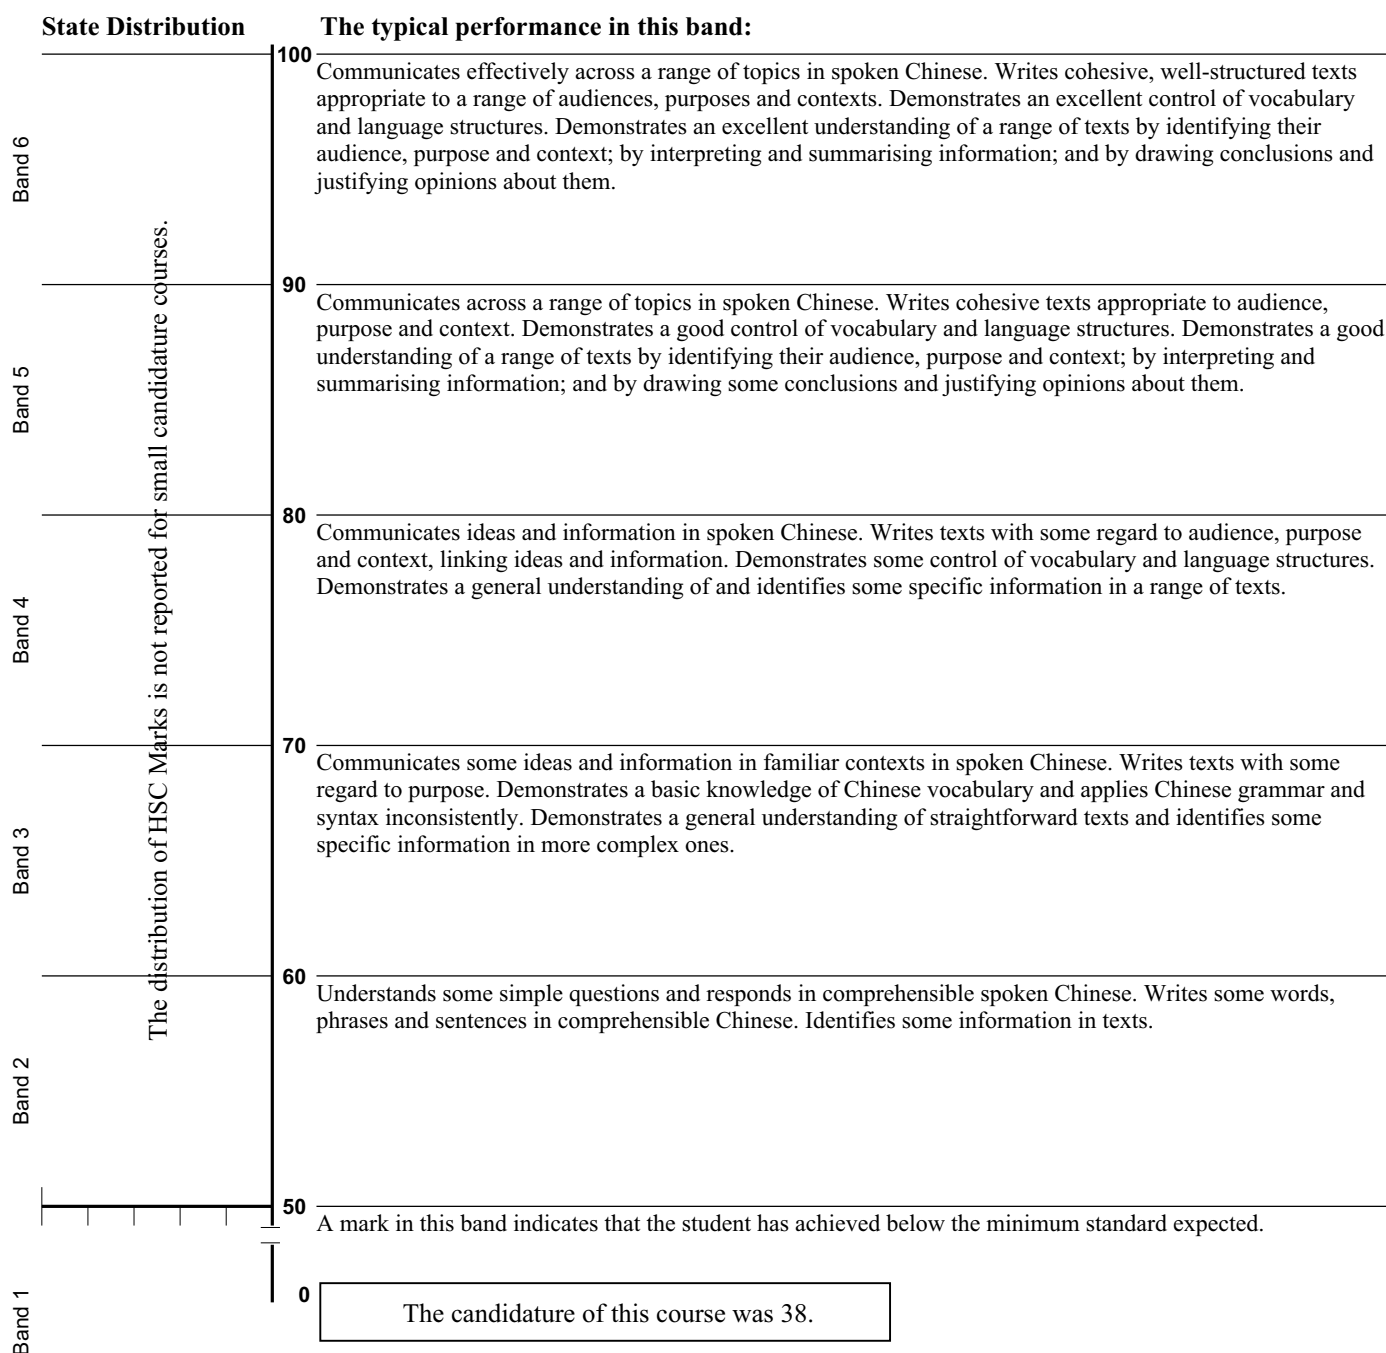 State Distribution
The typical performance in this band:
100
Communicates effectively across a range of topics in spoken Chinese. Writes cohesive, well-structured texts
appropriate to a range of audiences, purposes and contexts. Demonstrates an excellent control of vocabulary
and language structures. Demonstrates an excellent understanding of a range of texts by identifying their
audience, purpose and context; by interpreting and summarising information; and by drawing conclusions and
justifying opinions about them.
Band 6
The distribution of HSC Marks is not reported for small candidature courses.
90
Communicates across a range of topics in spoken Chinese. Writes cohesive texts appropriate to audience,
purpose and context. Demonstrates a good control of vocabulary and language structures. Demonstrates a good
understanding of a range of texts by identifying their audience, purpose and context; by interpreting and
summarising information; and by drawing some conclusions and justifying opinions about them.
Band 5
80
Communicates ideas and information in spoken Chinese. Writes texts with some regard to audience, purpose
and context, linking ideas and information. Demonstrates some control of vocabulary and language structures.
Demonstrates a general understanding of and identifies some specific information in a range of texts.
Band 4
70
Communicates some ideas and information in familiar contexts in spoken Chinese. Writes texts with some
regard to purpose. Demonstrates a basic knowledge of Chinese vocabulary and applies Chinese grammar and
syntax inconsistently. Demonstrates a general understanding of straightforward texts and identifies some
specific information in more complex ones.
Band 3
60
Understands some simple questions and responds in comprehensible spoken Chinese. Writes some words,
phrases and sentences in comprehensible Chinese. Identifies some information in texts.
Band 2
50
A mark in this band indicates that the student has achieved below the minimum standard expected.
0
Band 1
The candidature of this course was 38.